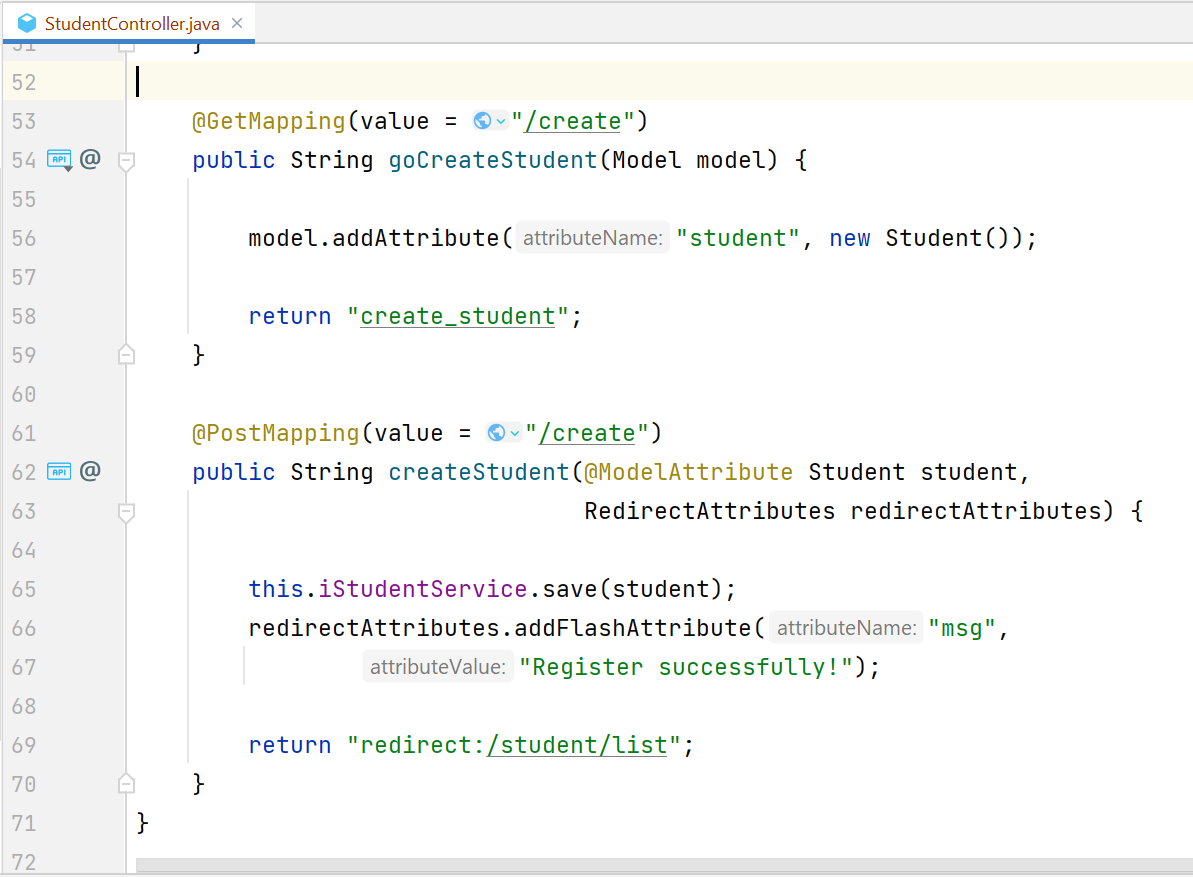 StudentController.java
51 }
52
53 @GetMapping(value = "/create")
54 API @ public String goCreateStudent(Model model) {
55
56 model.addAttribute( attributeName: "student", new Student());
57
58 return "create_student";
59 }
60
61 @PostMapping(value = "/create")
62 API @ public String createStudent(@ModelAttribute Student student,
63 RedirectAttributes redirectAttributes) {
64
65 this.iStudentService.save(student);
66 redirectAttributes.addFlashAttribute( attributeName: "msg",
67 attributeValue: "Register successfully!");
68
69 return "redirect:/student/list";
70 }
71 }
72